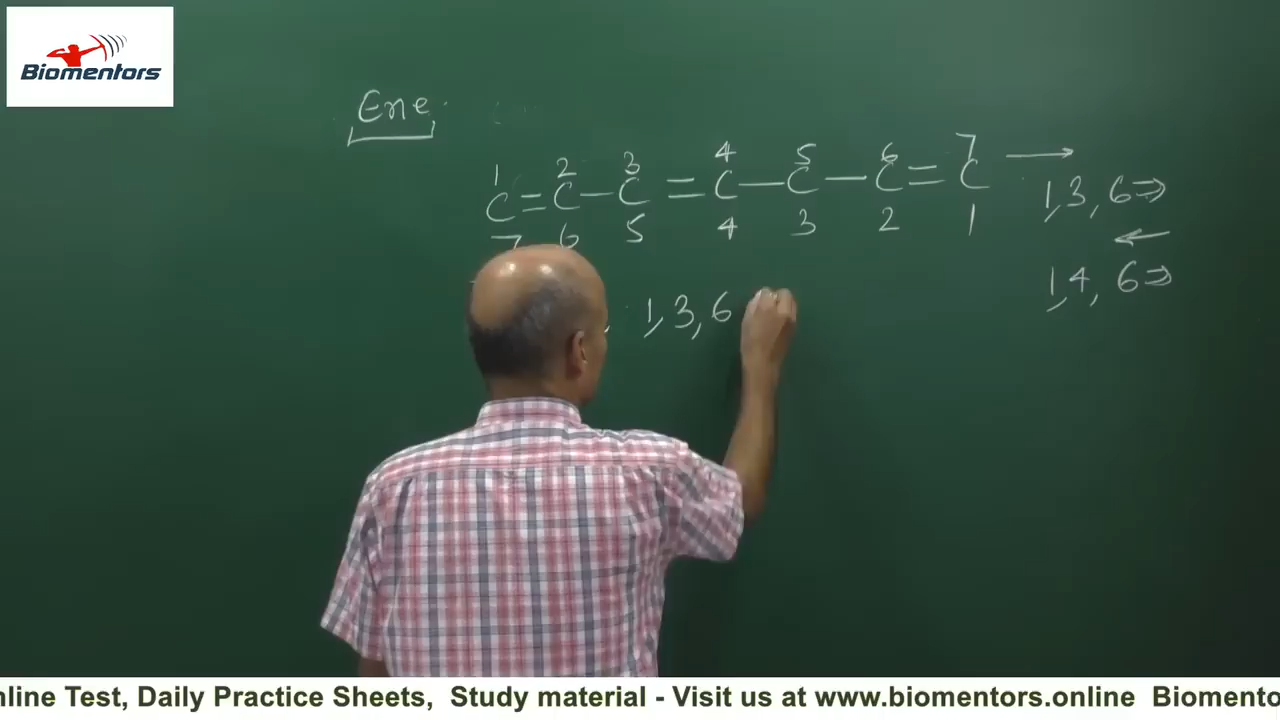 Biomentors
Ene
1 2 3 4 5 6 7
C=C—C=C—C—C=C →
7 6 5 4 3 2 1
1,3,6⇒
←
1,4,6⇒
1,3,6
nline Test, Daily Practice Sheets, Study material - Visit us at www.biomentors.online Biomento